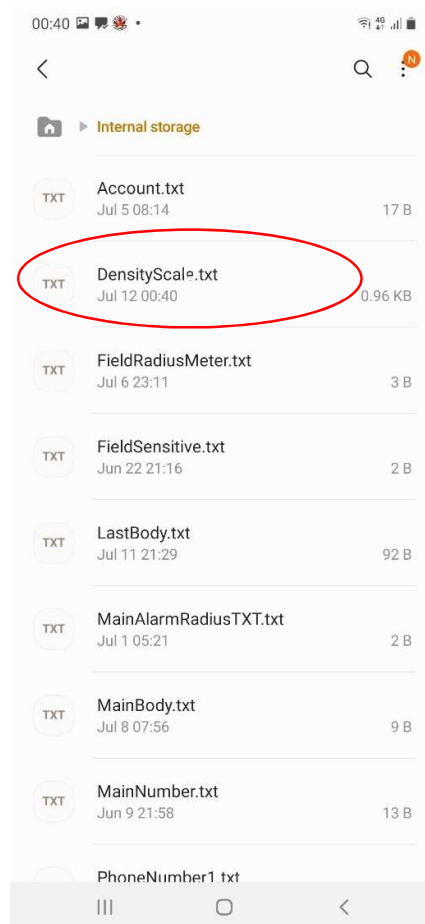 00:40
4G
N
Internal storage
TXT
Account.txt
Jul 5 08:14
17 B
TXT
DensityScale.txt
Jul 12 00:40
0.96 KB
TXT
FieldRadiusMeter.txt
Jul 6 23:11
3 B
TXT
FieldSensitive.txt
Jun 22 21:16
2 B
TXT
LastBody.txt
Jul 11 21:29
92 B
TXT
MainAlarmRadiusTXT.txt
Jul 1 05:21
2 B
TXT
MainBody.txt
Jul 8 07:56
9 B
TXT
MainNumber.txt
Jun 9 21:58
13 B
PhoneNumber1.txt